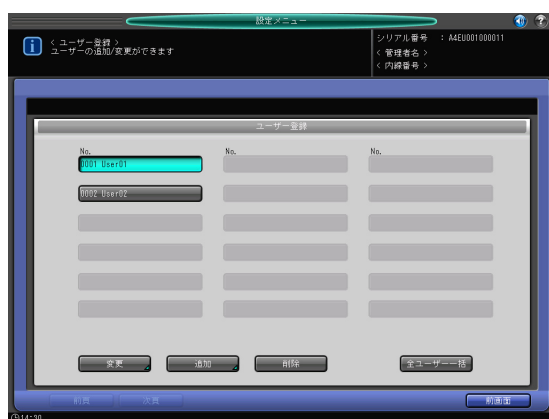 設定メニュー
< ユーザー登録 >
ユーザーの追加/変更ができます
シリアル番号 : A4EU001000011
< 管理者名 >
< 内線番号 >
ユーザー登録
No. No. No.
0001 User01
0002 User02
変更 追加 削除 全ユーザー一括
前頁 次頁 前画面
14:30